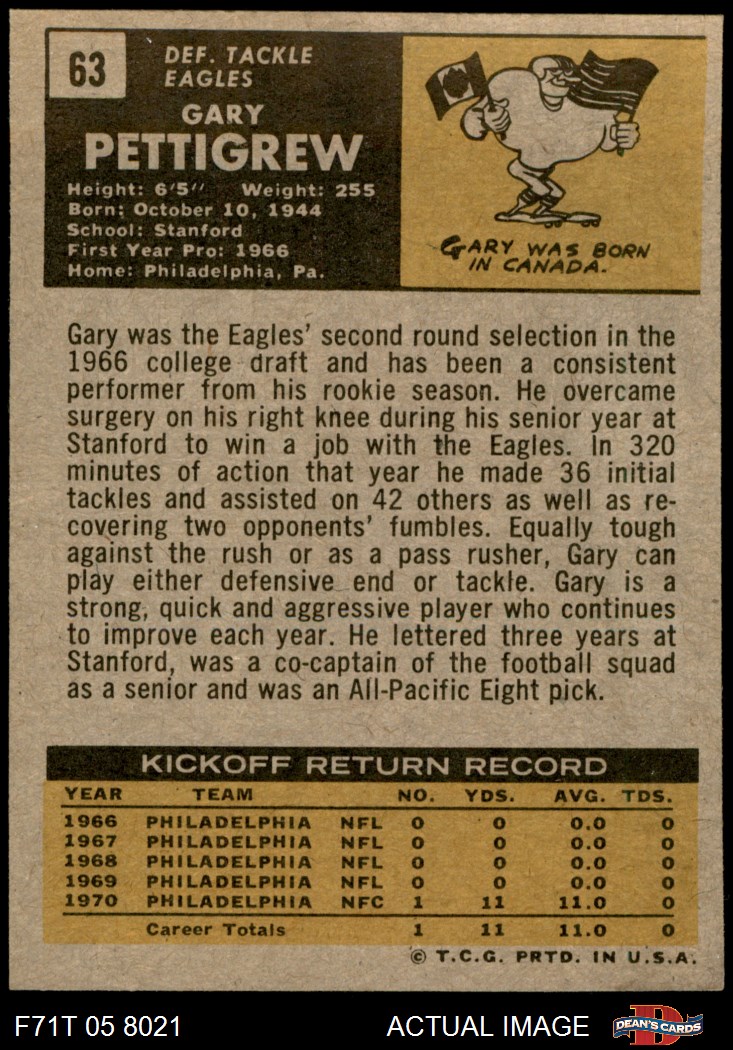 63
DEF. TACKLE
EAGLES
GARY
PETTIGREW
Height: 6'5" Weight: 255
Born: October 10, 1944
School: Stanford
First Year Pro: 1966
Home: Philadelphia, Pa.
GARY WAS BORN
IN CANADA.
Gary was the Eagles' second round selection in the
1966 college draft and has been a consistent
performer from his rookie season. He overcame
surgery on his right knee during his senior year at
Stanford to win a job with the Eagles. In 320
minutes of action that year he made 36 initial
tackles and assisted on 42 others as well as re-
covering two opponents' fumbles. Equally tough
against the rush or as a pass rusher, Gary can
play either defensive end or tackle. Gary is a
strong, quick and aggressive player who continues
to improve each year. He lettered three years at
Stanford, was a co-captain of the football squad
as a senior and was an All-Pacific Eight pick.
KICKOFF RETURN RECORD
YEAR TEAM NO. YDS. AVG. TDS.
1966 PHILADELPHIA NFL 0 0 0.0 0
1967 PHILADELPHIA NFL 0 0 0.0 0
1968 PHILADELPHIA NFL 0 0 0.0 0
1969 PHILADELPHIA NFL 0 0 0.0 0
1970 PHILADELPHIA NFC 1 11 11.0 0
Career Totals 1 11 11.0 0
© T.C.G. PRTD. IN U.S.A.
F71T 05 8021 ACTUAL IMAGE D DEAN'S CARDS